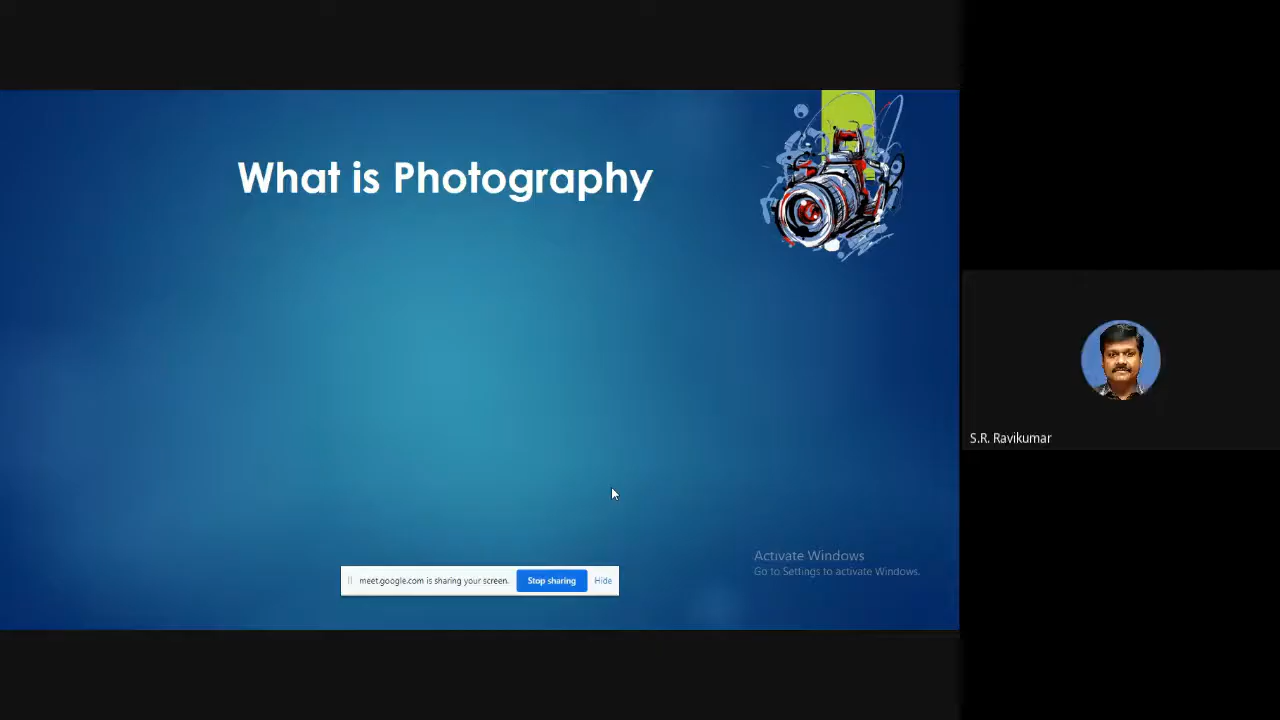 What is Photography
S.R. Ravikumar
Activate Windows
Go to Settings to activate Windows.
meet.google.com is sharing your screen.
Stop sharing
Hide